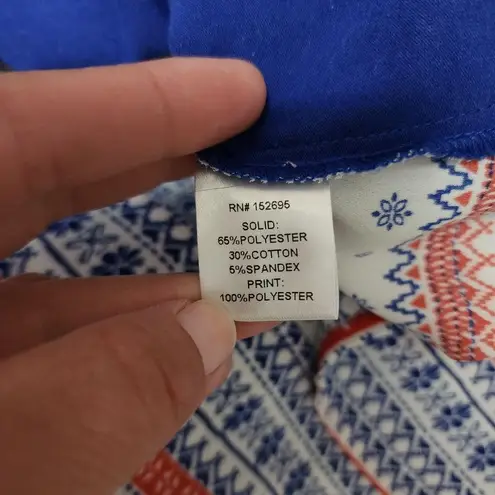 RN# 152695
SOLID:
65%POLYESTER
30%COTTON
5%SPANDEX
PRINT:
100%POLYESTER